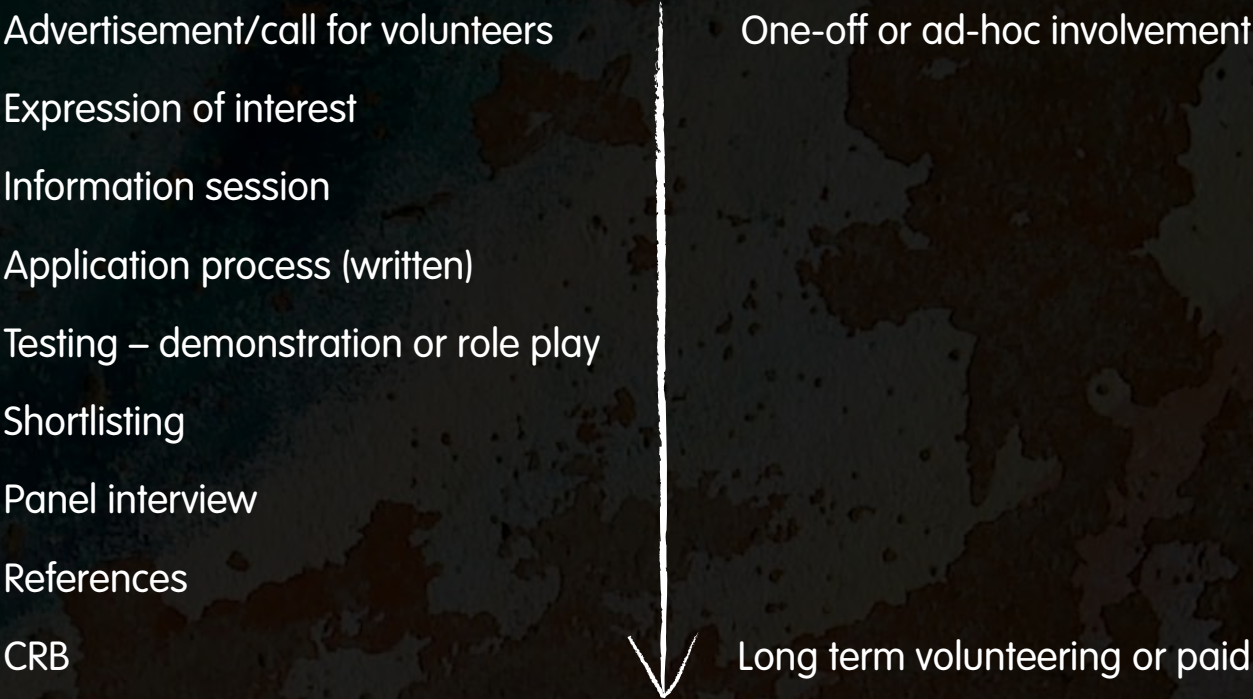 Advertisement/call for volunteers
Expression of interest
Information session
Application process (written)
Testing – demonstration or role play
Shortlisting
Panel interview
References
CRB
One-off or ad-hoc involvement
Long term volunteering or paid